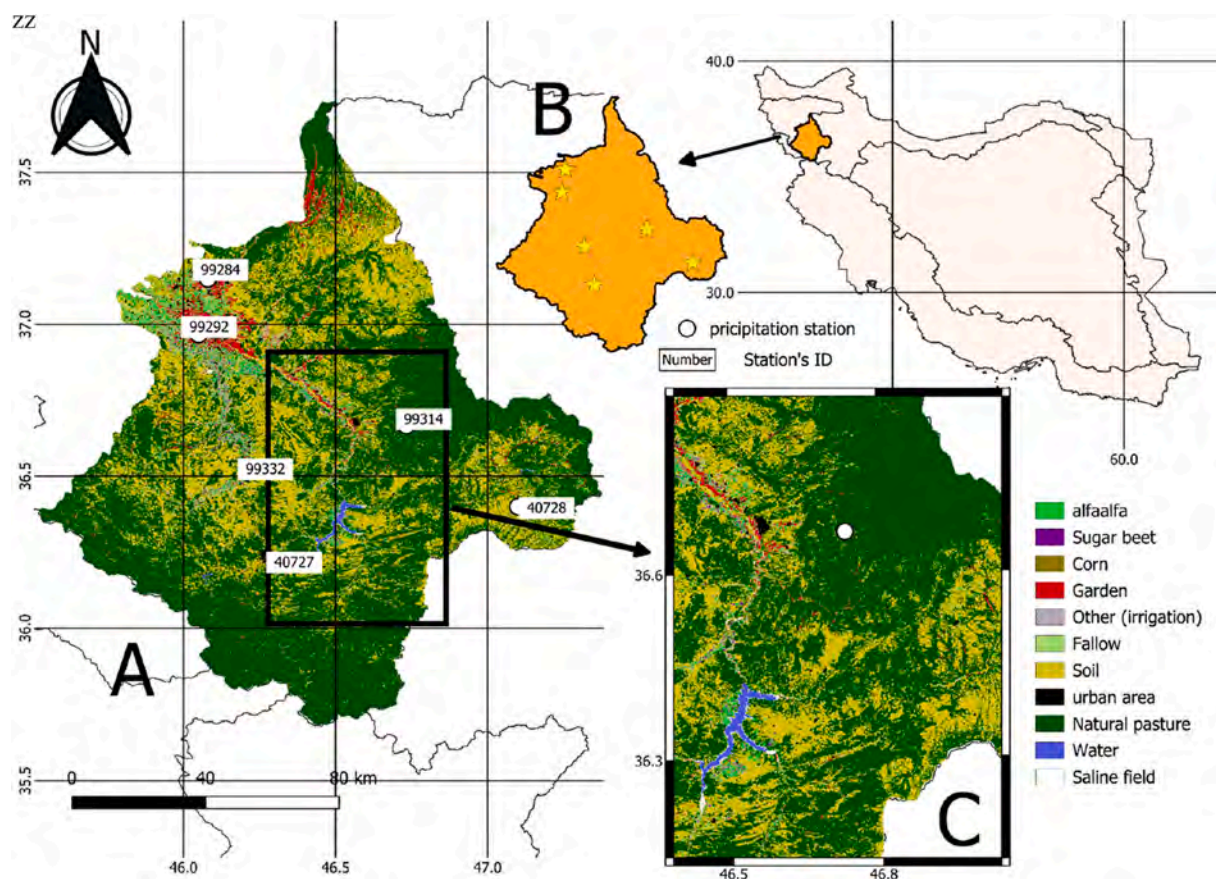 ZZ
N
B
40.0
37.5
99284
37.0
99292
30.0
pricipitation station
Number Station's ID
99314
99332
36.5
40728
60.0
40727
36.0
A
35.5
0 40 80 km
46.0 46.5 47.0
36.6
36.3
C
46.5 46.8
alfaalfa
Sugar beet
Corn
Garden
Other (irrigation)
Fallow
Soil
urban area
Natural pasture
Water
Saline field